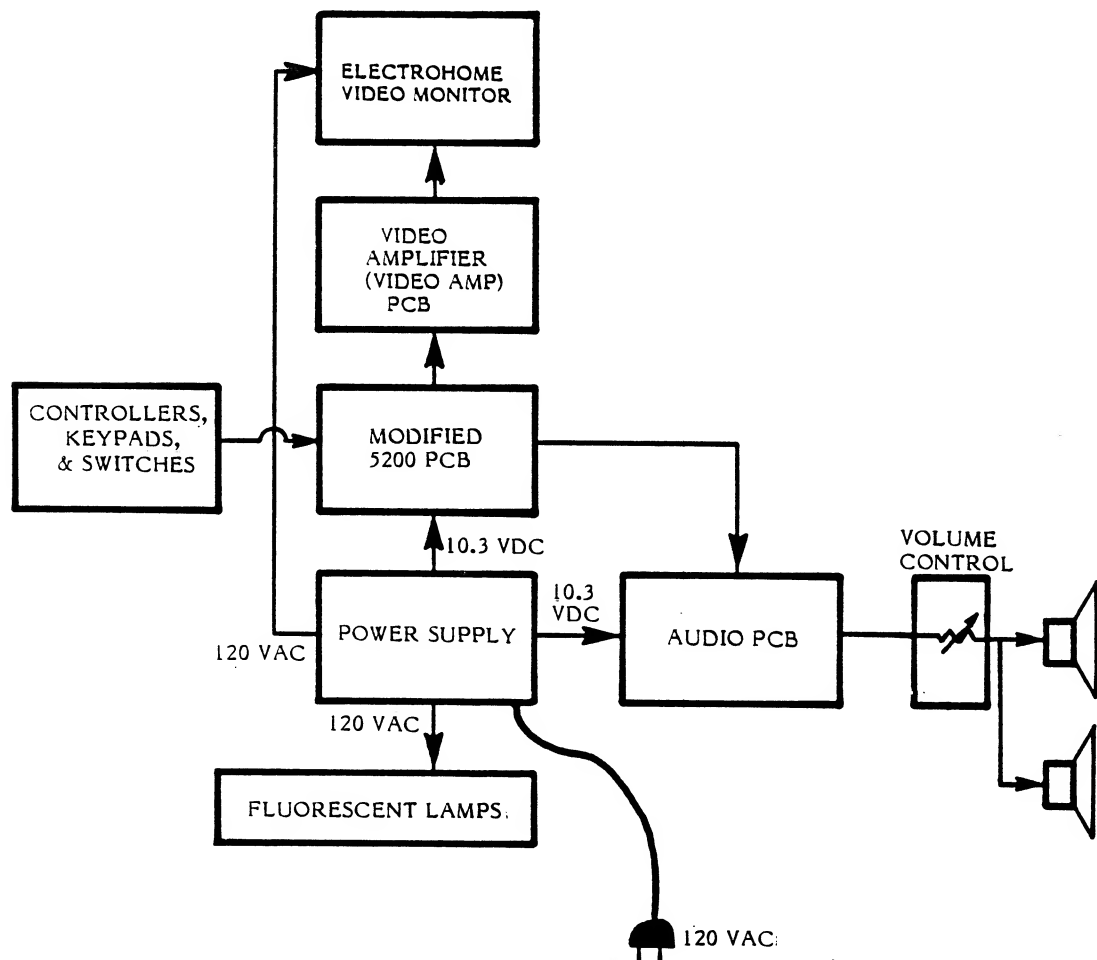 ELECTROHOME
VIDEO MONITOR
VIDEO
AMPLIFIER
(VIDEO AMP)
PCB
CONTROLLERS,
KEYPADS,
& SWITCHES
MODIFIED
5200 PCB
10.3 VDC
VOLUME
CONTROL
10.3
VDC
POWER SUPPLY
AUDIO PCB
120 VAC
120 VAC
FLUORESCENT LAMPS
120 VAC